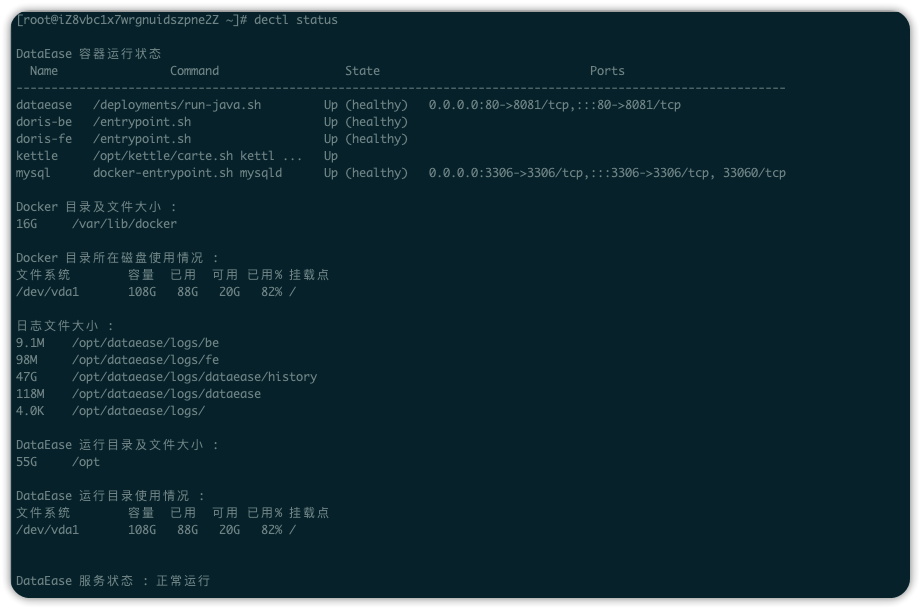 [root@iZ8vbc1x7wrgnuidszpne2Z ~]# dectl status
DataEase 容器运行状态
Name Command State Ports
--------------------------------------------------------------------------------------------------------------
dataease /deployments/run-java.sh Up (healthy) 0.0.0.0:80->8081/tcp,:::80->8081/tcp
doris-be /entrypoint.sh Up (healthy)
doris-fe /entrypoint.sh Up (healthy)
kettle /opt/kettle/carte.sh kettl ... Up
mysql docker-entrypoint.sh mysqld Up (healthy) 0.0.0.0:3306->3306/tcp,:::3306->3306/tcp, 33060/tcp
Docker 目录及文件大小 :
16G /var/lib/docker
Docker 目录所在磁盘使用情况 :
文件系统 容量 已用 可用 已用% 挂载点
/dev/vda1 108G 88G 20G 82% /
日志文件大小 :
9.1M /opt/dataease/logs/be
98M /opt/dataease/logs/fe
47G /opt/dataease/logs/dataease/history
118M /opt/dataease/logs/dataease
4.0K /opt/dataease/logs/
DataEase 运行目录及文件大小 :
55G /opt
DataEase 运行目录使用情况 :
文件系统 容量 已用 可用 已用% 挂载点
/dev/vda1 108G 88G 20G 82% /
DataEase 服务状态 : 正常运行